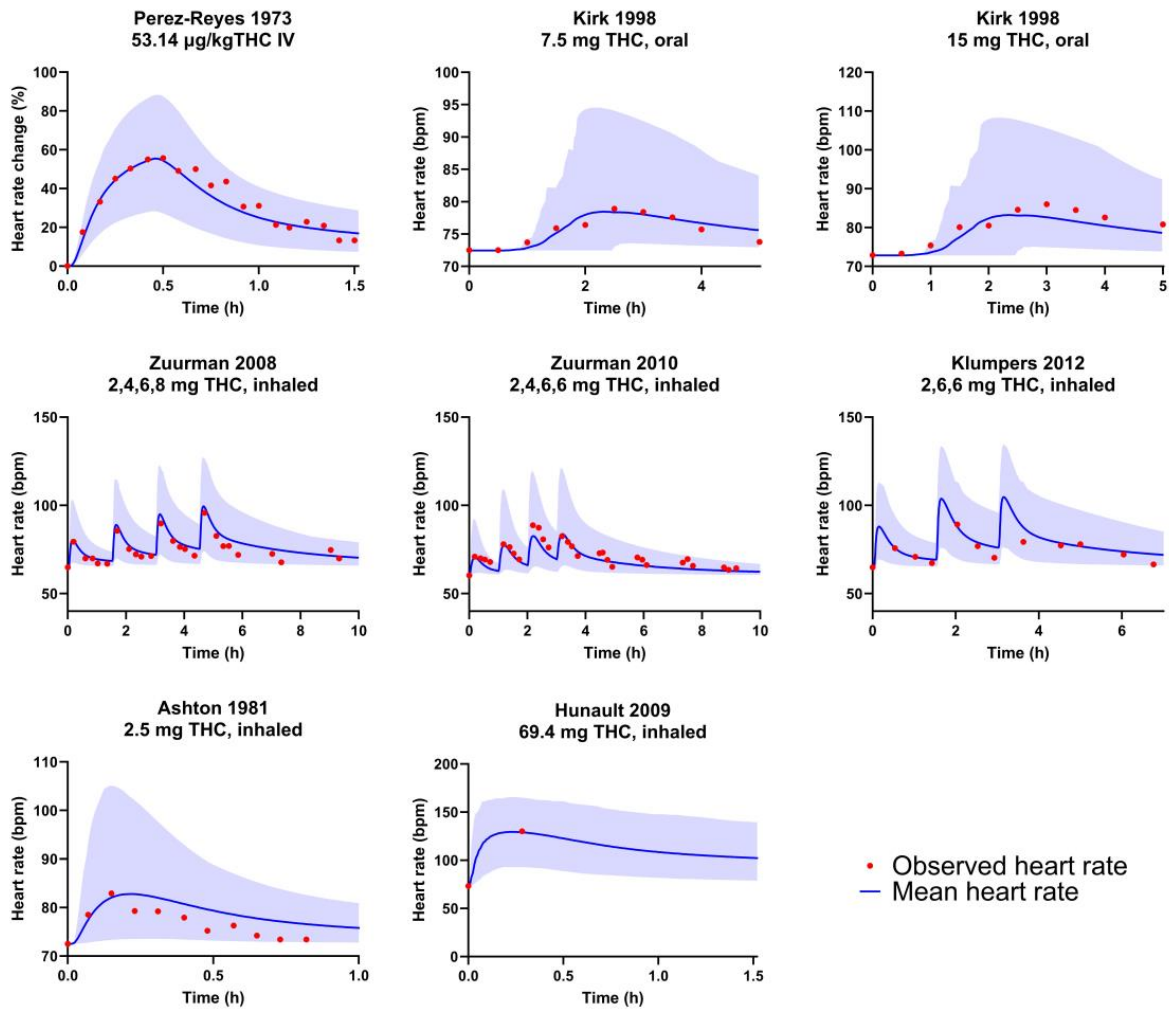 Perez-Reyes 1973
53.14 µg/kgTHC IV
Heart rate change (%)
100
80
60
40
20
0
0.0
0.5
1.0
1.5
Time (h)
Kirk 1998
7.5 mg THC, oral
Heart rate (bpm)
100
95
90
85
80
75
70
0
2
4
Time (h)
Kirk 1998
15 mg THC, oral
Heart rate (bpm)
120
110
100
90
80
70
0
1
2
3
4
5
Time (h)
Zuurman 2008
2,4,6,8 mg THC, inhaled
Heart rate (bpm)
150
100
50
0
2
4
6
8
10
Time (h)
Zuurman 2010
2,4,6,6 mg THC, inhaled
Heart rate (bpm)
150
100
50
0
2
4
6
8
10
Time (h)
Klumpers 2012
2,6,6 mg THC, inhaled
Heart rate (bpm)
150
100
50
0
2
4
6
Time (h)
Ashton 1981
2.5 mg THC, inhaled
Heart rate (bpm)
110
100
90
80
70
0.0
0.5
1.0
Time (h)
Hunault 2009
69.4 mg THC, inhaled
Heart rate (bpm)
200
150
100
50
0
0.0
0.5
1.0
1.5
Time (h)
Observed heart rate
Mean heart rate